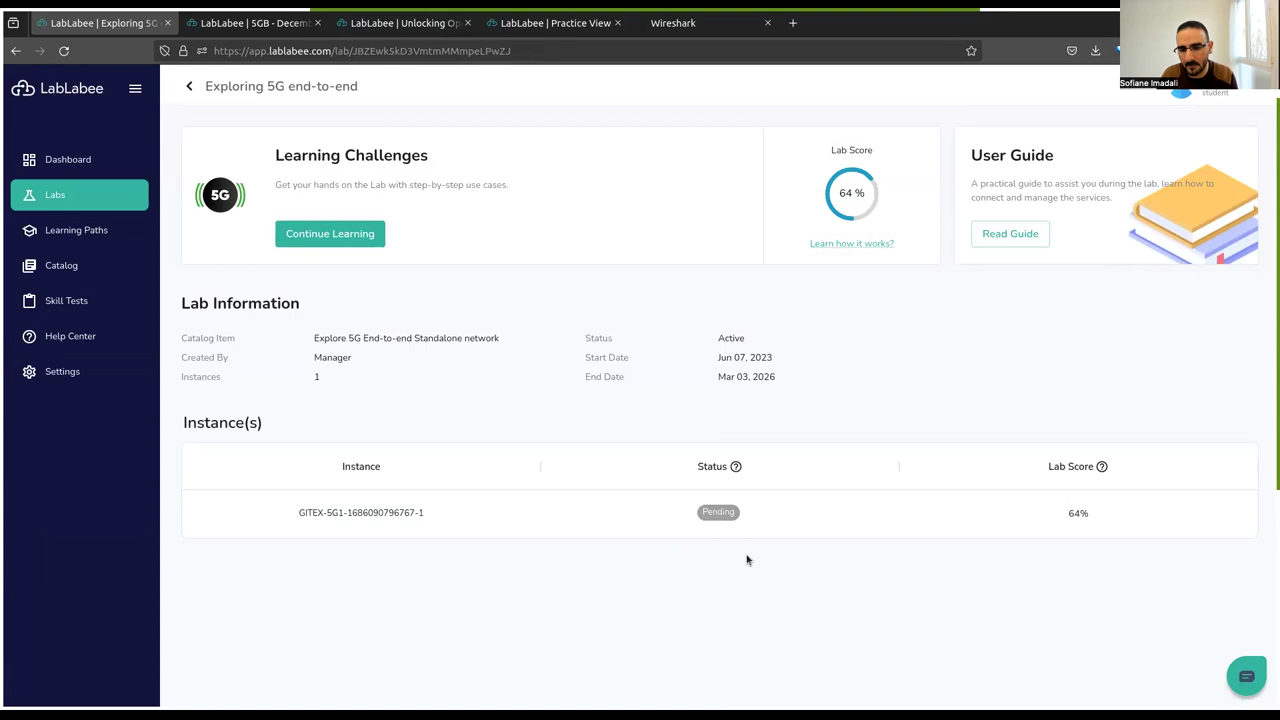 LabLabee | Exploring 5G
LabLabee | 5GB - Decemb
LabLabee | Unlocking Op
LabLabee | Practice View
Wireshark
https://app.lablabee.com/lab/JBZEwk5kD3VmtmMMmpeLPwZJ
Sofiane Imadali
student
LabLabee
Exploring 5G end-to-end
Dashboard
Labs
Learning Paths
Catalog
Skill Tests
Help Center
Settings
5G
Learning Challenges
Get your hands on the Lab with step-by-step use cases.
Continue Learning
Lab Score
64 %
Learn how it works?
User Guide
A practical guide to assist you during the lab, learn how to
connect and manage the services.
Read Guide
Lab Information
Catalog Item Explore 5G End-to-end Standalone network Status Active
Created By Manager Start Date Jun 07, 2023
Instances 1 End Date Mar 03, 2026
Instance(s)
Instance Status Lab Score
GITEX-5G1-1686090796767-1 Pending 64%